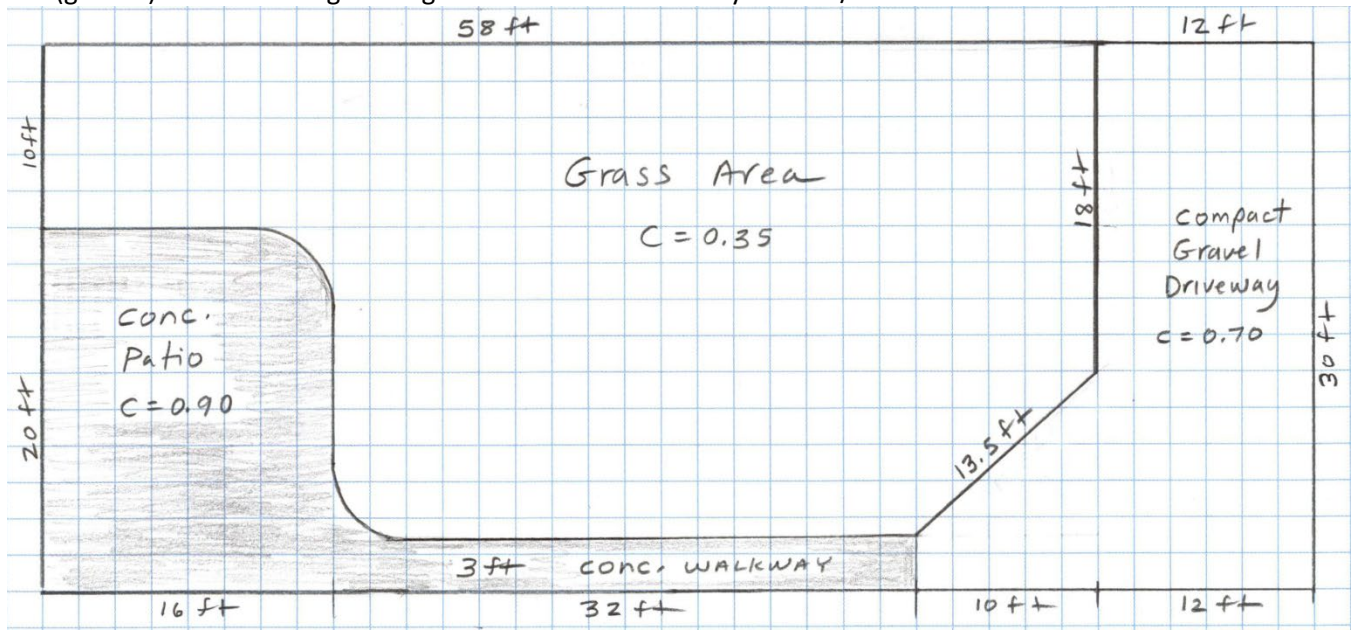 58 ft
12 ft
10ft
Grass Area
C = 0.35
18 ft
compact
Gravel
Driveway
C = 0.70
30 ft
conc.
Patio
C = 0.90
20 ft
13.5 ft
3 ft conc. WALKWAY
16 ft
32 ft
10 ft
12 ft